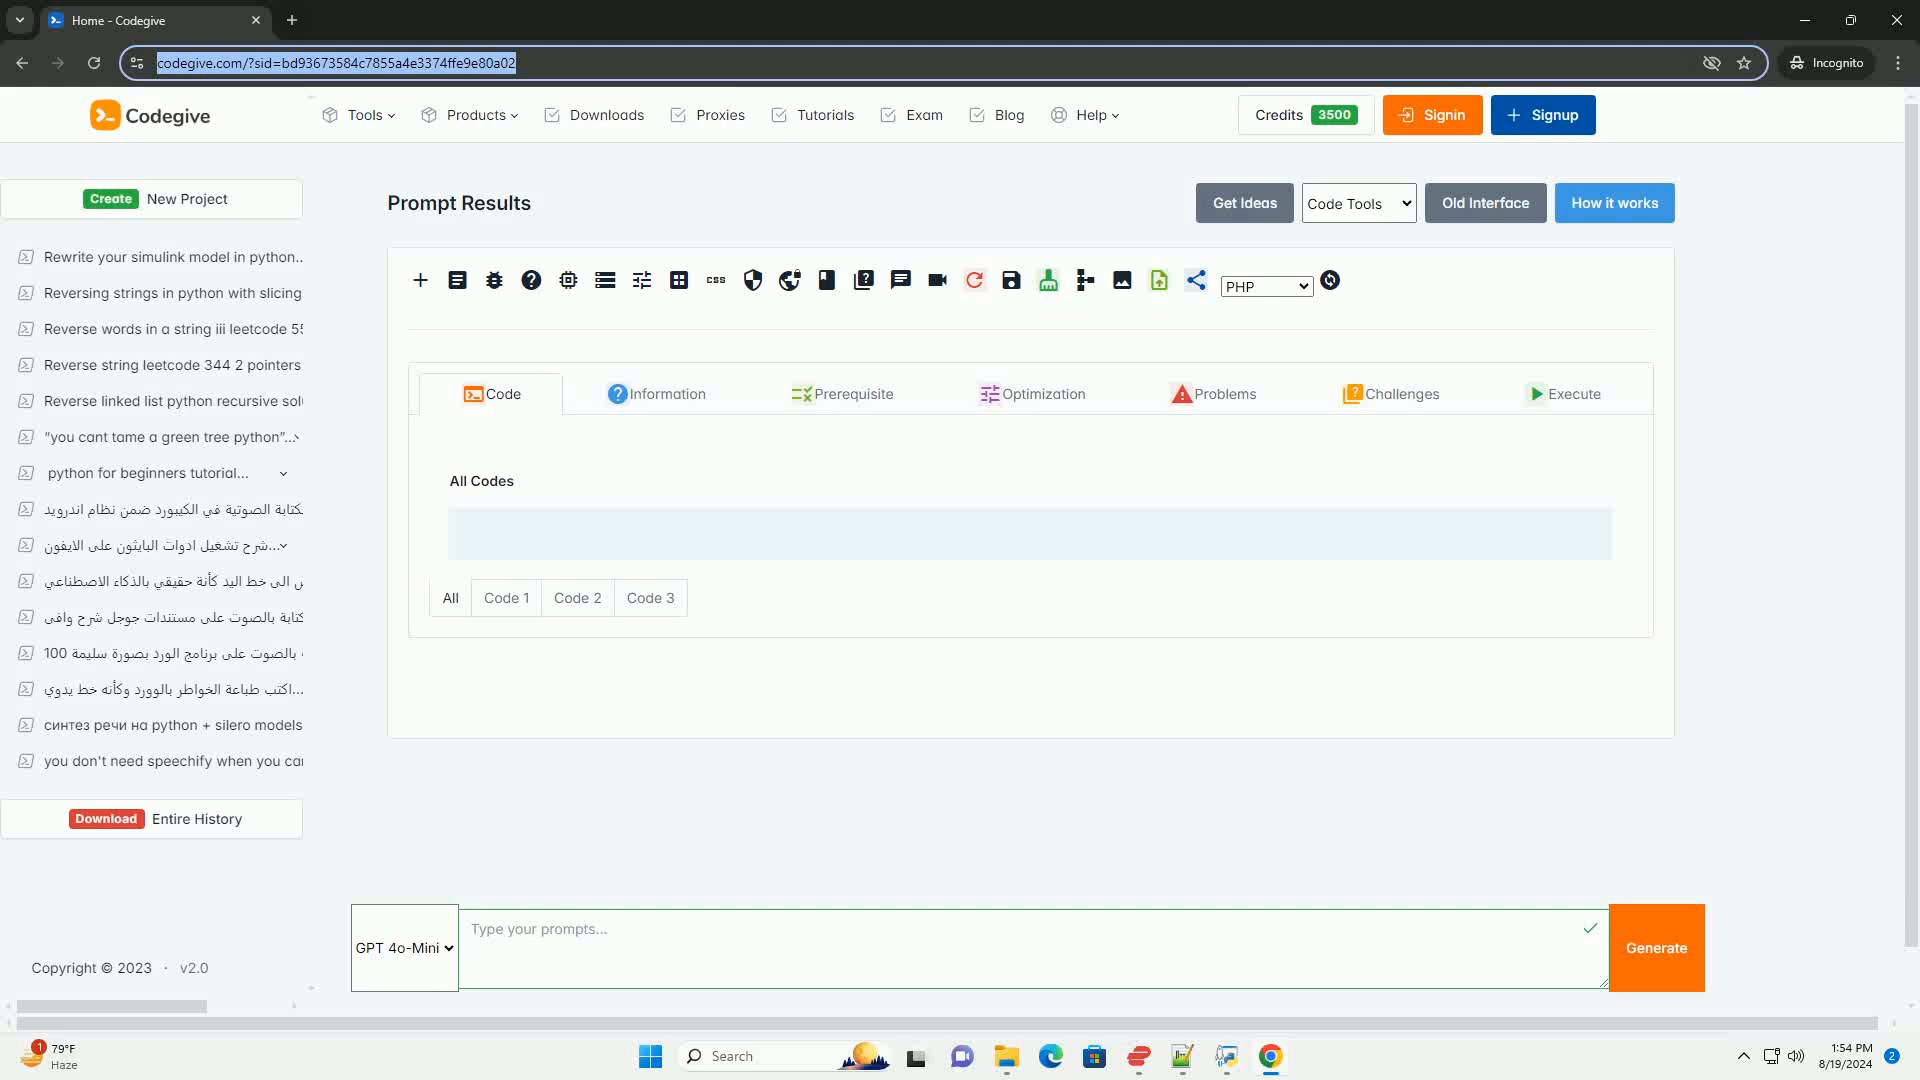 Home - Codegive
codegive.com/?sid=bd93673584c7855a4e3374ffe9e80a02
Incognito
Codegive
Tools
Products
Downloads
Proxies
Tutorials
Exam
Blog
Help
Credits 3500
Signin
Signup
Create New Project
Rewrite your simulink model in python...
Reversing strings in python with slicing
Reverse words in a string iii leetcode 55
Reverse string leetcode 344 2 pointers
Reverse linked list python recursive sol
"you cant tame a green tree python"...
python for beginners tutorial...
الصوتية في الكيبورد ضمن نظام اندرويد
شرح تشغيل ادوات البايثون على الايفون...
الى خط اليد كأنة حقيقي بالذكاء الاصطناعي
بالصوت على مستندات جوجل شرح وافى
بالصوت على برنامج الورد بصورة سليمة 100
اكتب طباعة الخواطر بالوورد وكأنه خط يدوي...
синтез речи на python + silero models
you don't need speechify when you can
Download Entire History
Copyright © 2023 · v2.0
Prompt Results
Get Ideas
Code Tools
Old Interface
How it works
css
PHP
Code
Information
Prerequisite
Optimization
Problems
Challenges
Execute
All Codes
All
Code 1
Code 2
Code 3
GPT 4o-Mini
Type your prompts...
Generate
1
79°F
Haze
Search
1:54 PM
8/19/2024
2